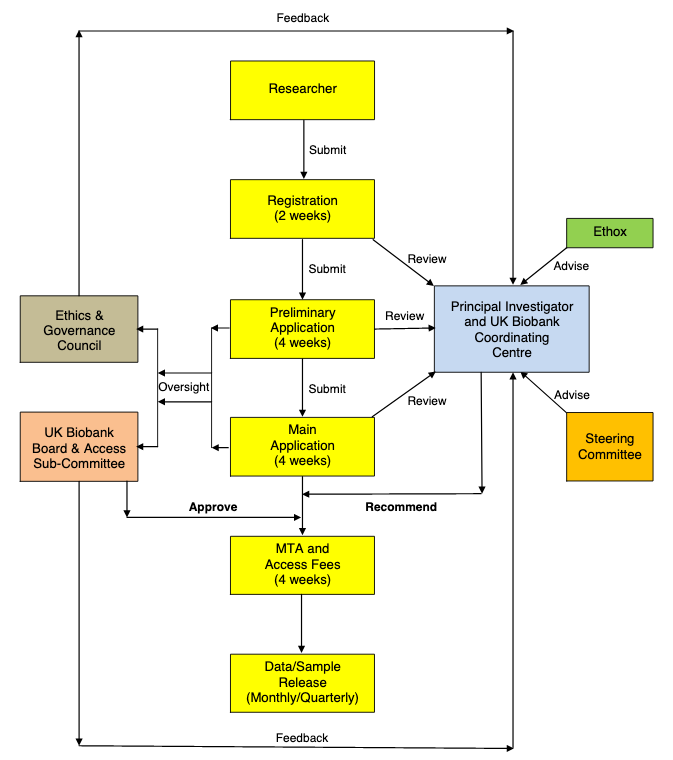 Feedback
Researcher
Submit
Registration
(2 weeks)
Ethox
Review
Advise
Submit
Ethics &
Governance
Council
Preliminary
Application
(4 weeks)
Review
Principal Investigator
and UK Biobank
Coordinating
Centre
Oversight
Submit
Review
Advise
UK Biobank
Board & Access
Sub-Committee
Main
Application
(4 weeks)
Steering
Committee
Approve
Recommend
MTA and
Access Fees
(4 weeks)
Data/Sample
Release
(Monthly/Quarterly)
Feedback